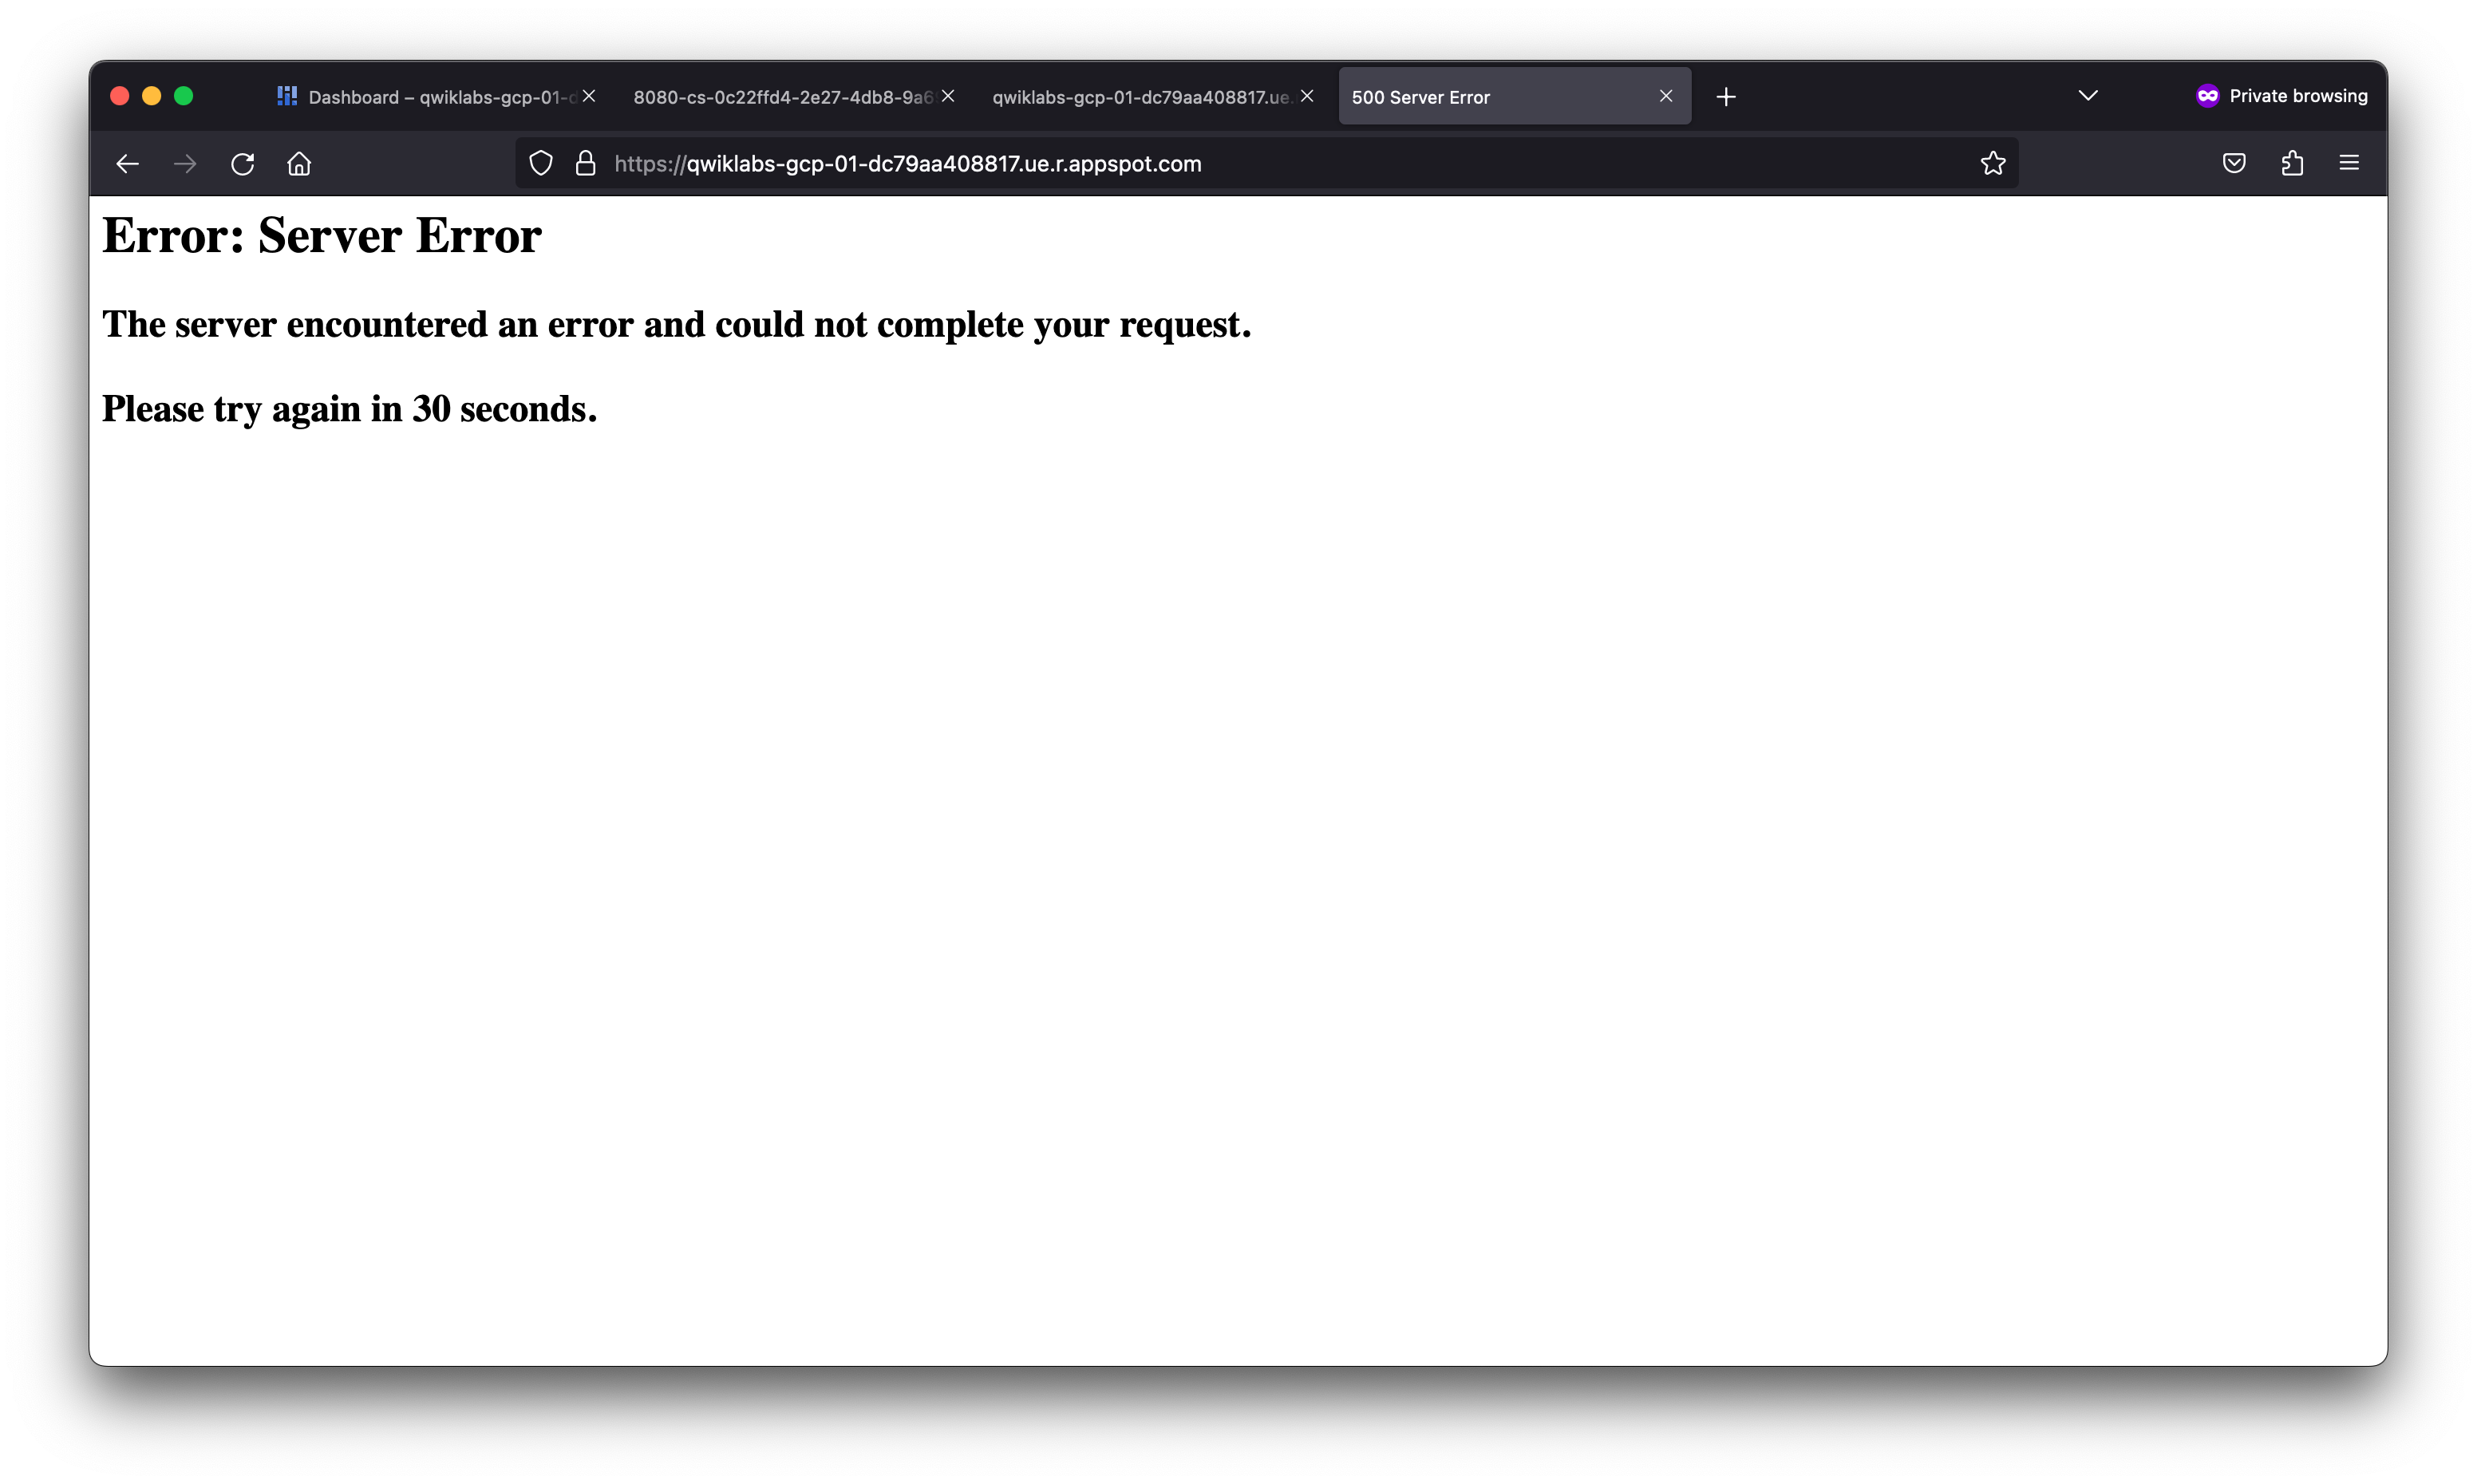 Dashboard – qwiklabs-gcp-01-d
8080-cs-0c22ffd4-2e27-4db8-9a6
qwiklabs-gcp-01-dc79aa408817.ue.
500 Server Error
Private browsing
https://qwiklabs-gcp-01-dc79aa408817.ue.r.appspot.com
Error: Server Error
The server encountered an error and could not complete your request.
Please try again in 30 seconds.